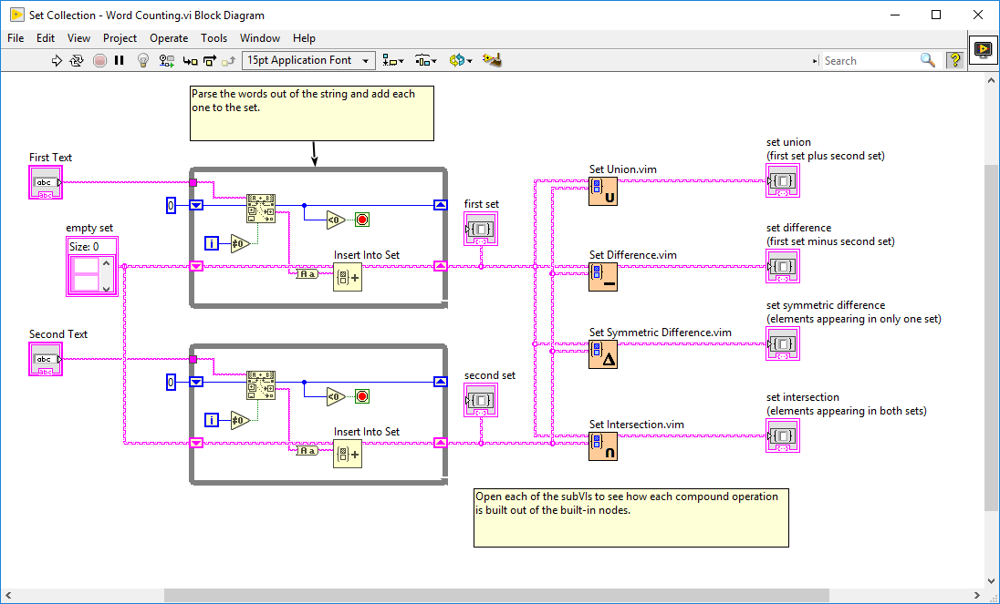 Set Collection - Word Counting.vi Block Diagram
File Edit View Project Operate Tools Window Help
15pt Application Font
Search
?
Parse the words out of the string and add each
one to the set.
First Text
abc
abc
0
<0
i
≠0
empty set
Size: 0
Insert Into Set
A a
+
first set
Second Text
abc
abc
0
<0
i
≠0
Insert Into Set
A a
+
second set
Set Union.vim
U
Set Difference.vim
–
Set Symmetric Difference.vim
Δ
Set Intersection.vim
∩
set union
(first set plus second set)
set difference
(first set minus second set)
set symmetric difference
(elements appearing in only one set)
set intersection
(elements appearing in both sets)
Open each of the subVIs to see how each compound operation
is built out of the built-in nodes.